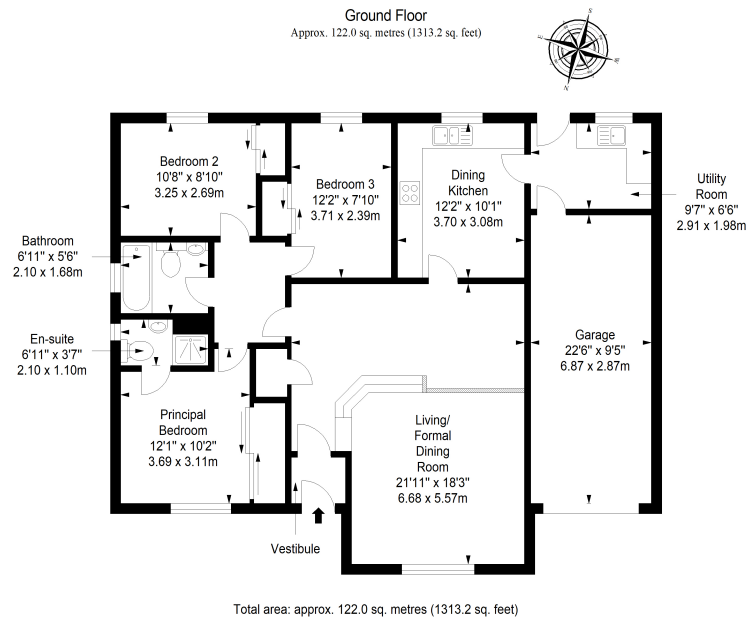 Ground Floor
Approx. 122.0 sq. metres (1313.2 sq. feet)
S
E
W
N
Bedroom 2
10'8" x 8'10"
3.25 x 2.69m
Bedroom 3
12'2" x 7'10"
3.71 x 2.39m
Dining
Kitchen
12'2" x 10'1"
3.70 x 3.08m
Utility
Room
9'7" x 6'6"
2.91 x 1.98m
Bathroom
6'11" x 5'6"
2.10 x 1.68m
En-suite
6'11" x 3'7"
2.10 x 1.10m
Garage
22'6" x 9'5"
6.87 x 2.87m
Principal
Bedroom
12'1" x 10'2"
3.69 x 3.11m
Living/
Formal
Dining
Room
21'11" x 18'3"
6.68 x 5.57m
Vestibule
Total area: approx. 122.0 sq. metres (1313.2 sq. feet)